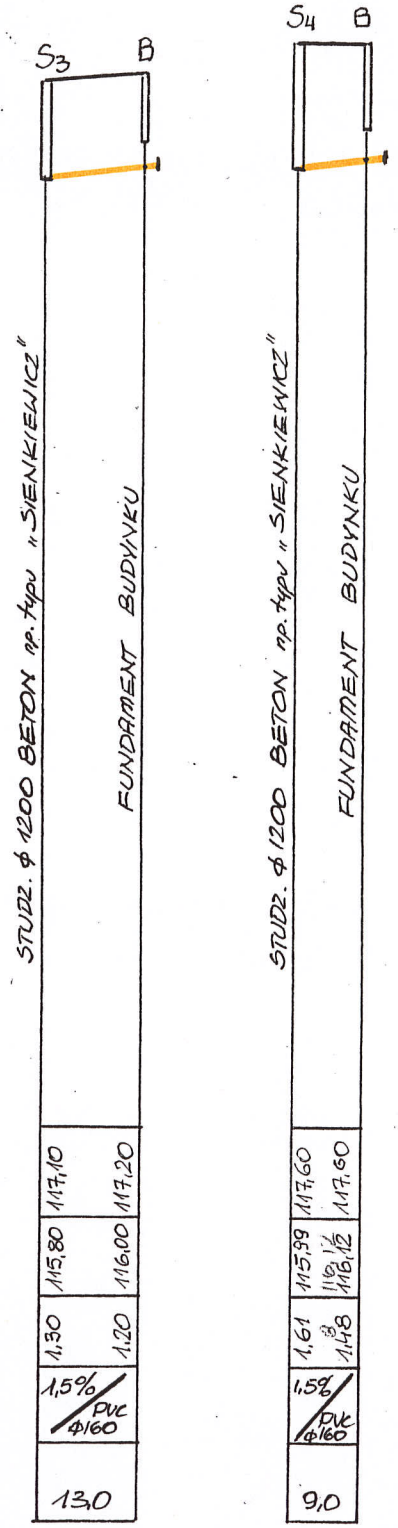 S3 B
STUDZ. ϕ 1200 BETON np. typu „SIENKIEWICZ"
FUNDAMENT BUDYNKU
117,10 117,20
115,80 116,00
1,30 1,20
1,5%
PVC
ϕ160
13,0
S4 B
STUDZ. ϕ 1200 BETON np. typu „SIENKIEWICZ"
FUNDAMENT BUDYNKU
117,60 117,60
115,99 116,12
1,61 1,48
1,5%
PVC
ϕ160
9,0